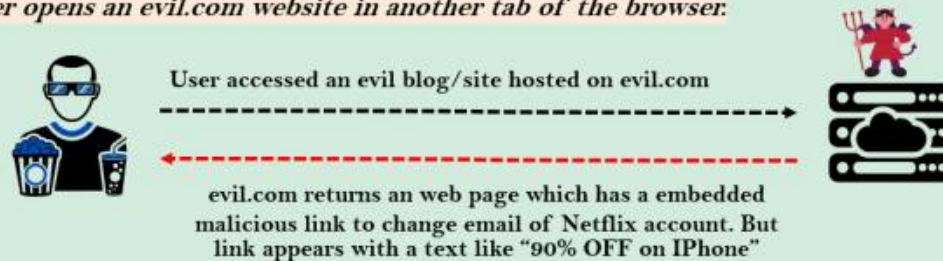 er opens an evil.com website in another tab of the browser.
User accessed an evil blog/site hosted on evil.com
evil.com returns an web page which has a embedded
malicious link to change email of Netflix account. But
link appears with a text like “90% OFF on IPhone”